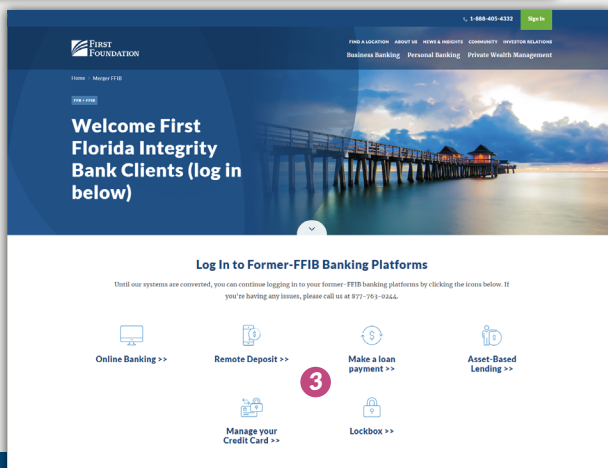 1-888-405-4332 Sign In
FIRST
FOUNDATION
FIND A LOCATION ABOUT US NEWS & INSIGHTS COMMUNITY INVESTOR RELATIONS
Business Banking Personal Banking Private Wealth Management
Home / Merger FFIB
FFB + FFIB
Welcome First
Florida Integrity
Bank Clients (log in
below)
Log In to Former-FFIB Banking Platforms
Until our systems are converted, you can continue logging in to your former-FFIB banking platforms by clicking the icons below. If
you're having any issues, please call us at 877-763-0244.
Online Banking >> Remote Deposit >> Make a loan
payment >> Asset-Based
Lending >>
3
Manage your
Credit Card >> Lockbox >>